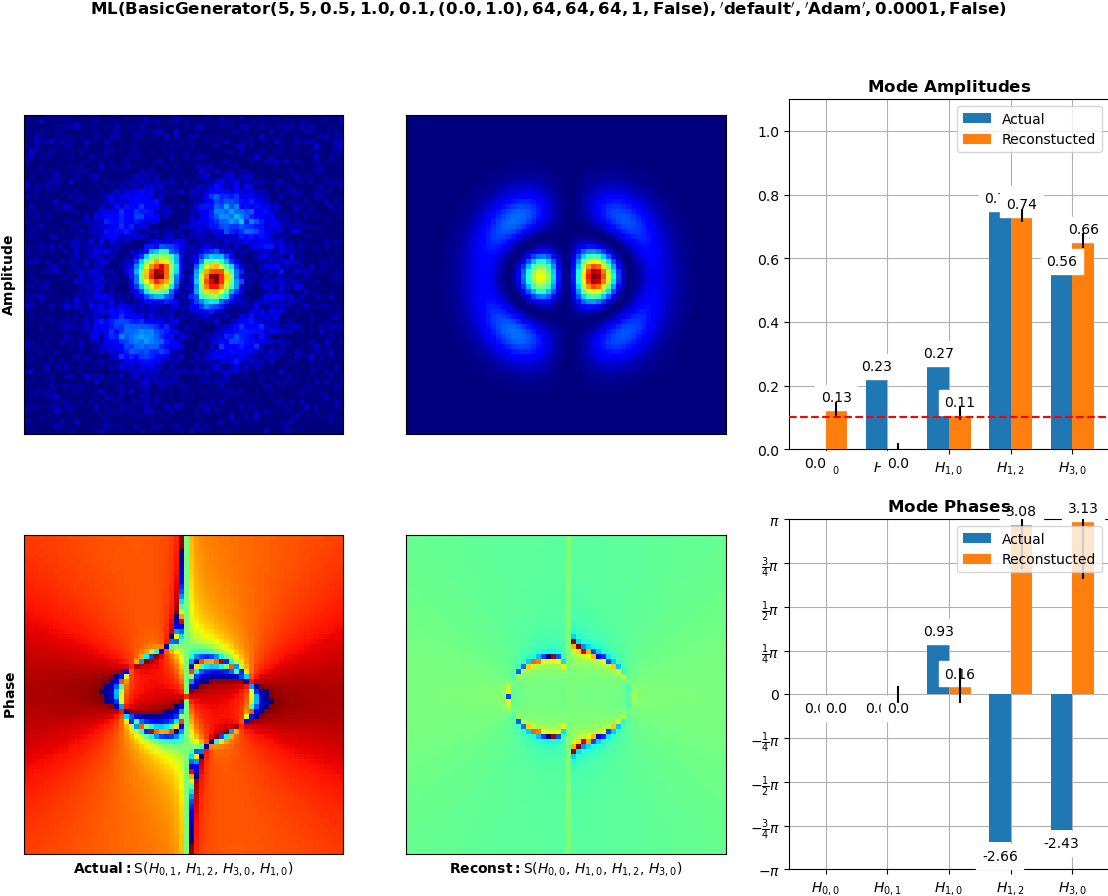 ML(BasicGenerator(5, 5, 0.5, 1.0, 0.1, (0.0, 1.0), 64, 64, 64, 1, False), 'default', 'Adam', 0.0001, False)
Amplitude
Mode Amplitudes
Actual
Reconstucted
1.0
0.8
0.6
0.4
0.2
0.0
0.13
0.23
0.0
0.27
0.11
0.74
0.56
0.66
0.0
0
H
H₁,₀
H₁,₂
H₃,₀
Phase
Actual: S(H₀,₁, H₁,₂, H₃,₀, H₁,₀)
Reconst: S(H₀,₀, H₁,₀, H₁,₂, H₃,₀)
Mode Phases
Actual
Reconstucted
π
3/4π
1/2π
1/4π
0
−1/4π
−1/2π
−3/4π
−π
0.0
0.0
0.93
0.16
3.08
-2.66
3.13
-2.43
H₀,₀
H₀,₁
H₁,₀
H₁,₂
H₃,₀